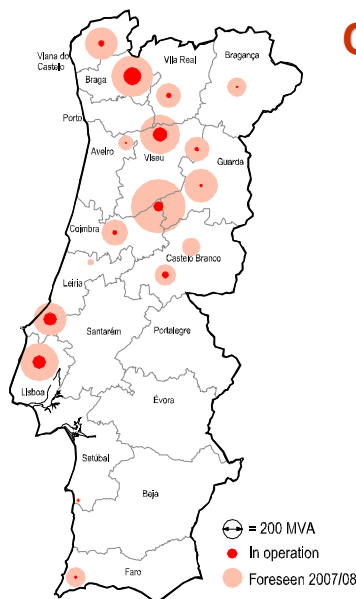 Viana do
Castelo
Braga
Vila Real
Bragança
Porto
Aveiro
Viseu
Guarda
Coimbra
Castelo Branco
Leiria
Santarém
Portalegre
Lisboa
Évora
Setúbal
Beja
Faro
= 200 MVA
In operation
Foreseen 2007/08